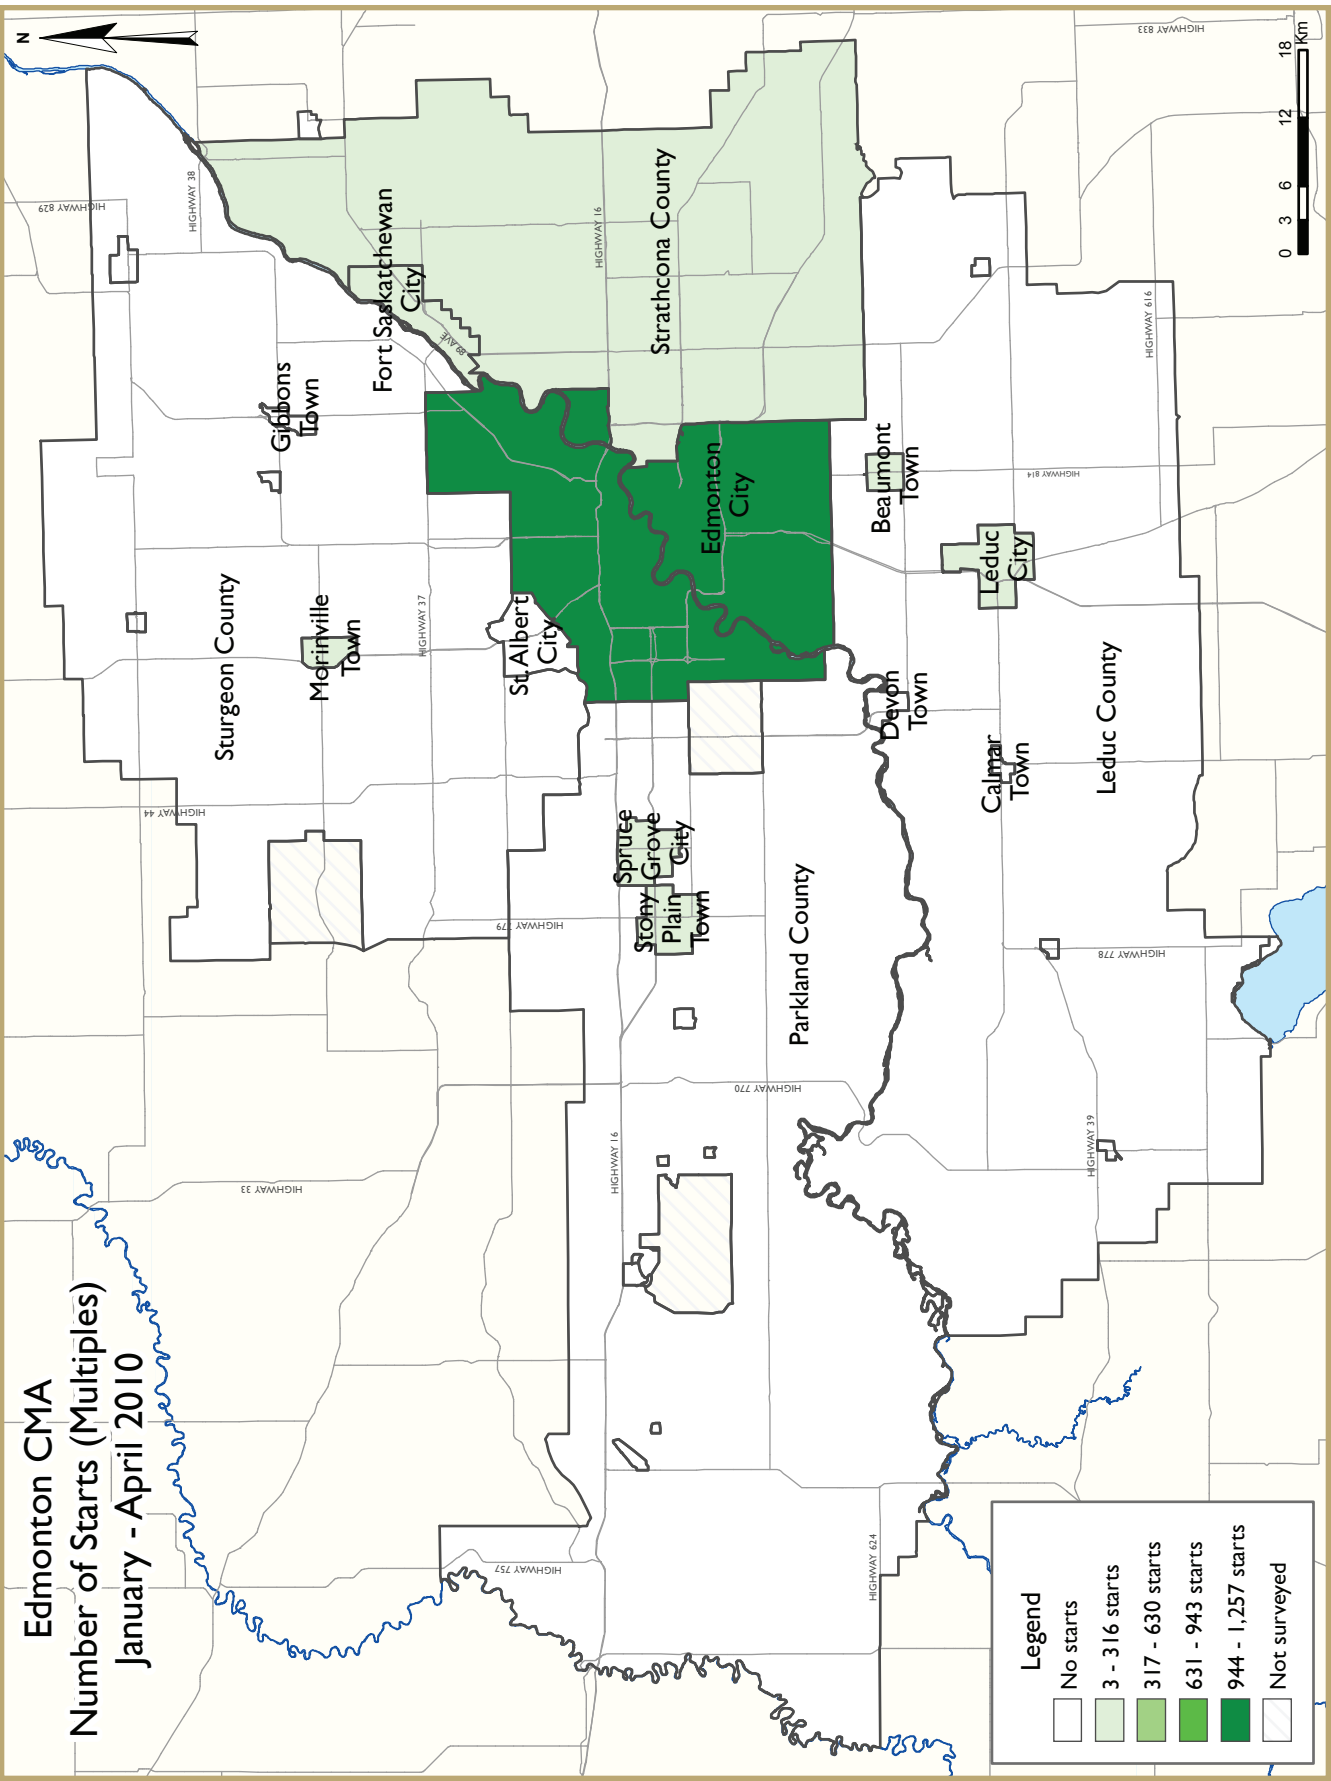 Edmonton CMA
Number of Starts (Multiples)
January - April 2010
N
HIGHWAY 757
HIGHWAY 33
HIGHWAY 44
HIGHWAY 829
HIGHWAY 38
HIGHWAY 37
HIGHWAY 779
HIGHWAY 16
HIGHWAY 16
HIGHWAY 770
HIGHWAY 624
HIGHWAY 39
HIGHWAY 778
HIGHWAY 814
HIGHWAY 616
HIGHWAY 833
89 AVE
Sturgeon County
Gibbons
Town
Morinville
Town
Fort Saskatchewan
City
St. Albert
City
Strathcona County
Edmonton
City
Spruce
Grove
City
Stony
Plain
Town
Parkland County
Beaumont
Town
Devon
Town
Leduc
City
Calmar
Town
Leduc County
Legend
No starts
3 - 316 starts
317 - 630 starts
631 - 943 starts
944 - 1,257 starts
Not surveyed
0 3 6 12 18
Km